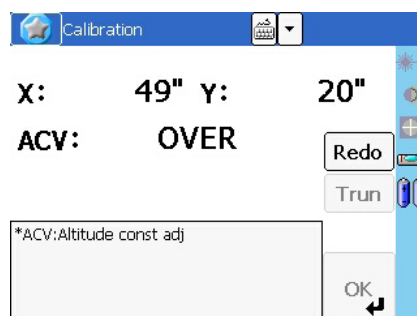 Calibration
X: 49" Y: 20"
ACV: OVER
Redo
Trun
*ACV:Altitude const adj
OK